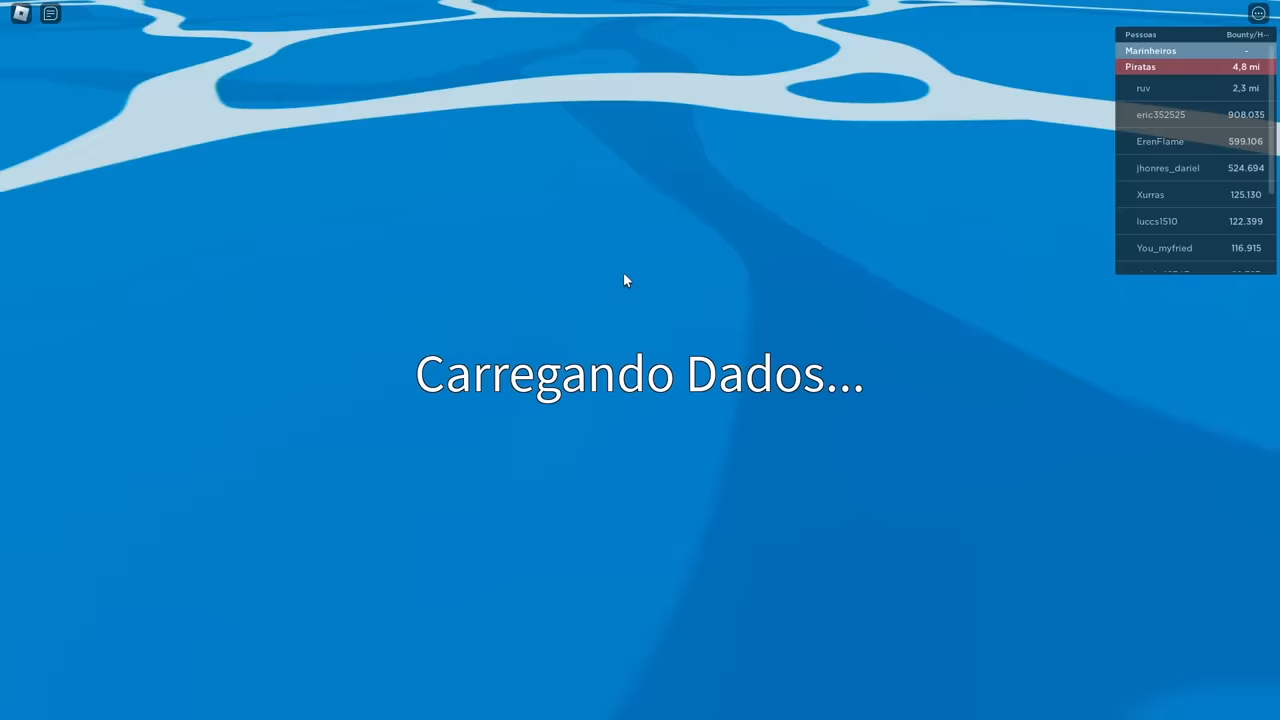 Pessoas Bounty/H...
Marinheiros -
Piratas 4,8 mi
ruv 2,3 mi
eric352525 908.035
ErenFlame 599.106
jhonres_dariel 524.694
Xurras 125.130
luccs1510 122.399
You_myfried 116.915
Carregando Dados...